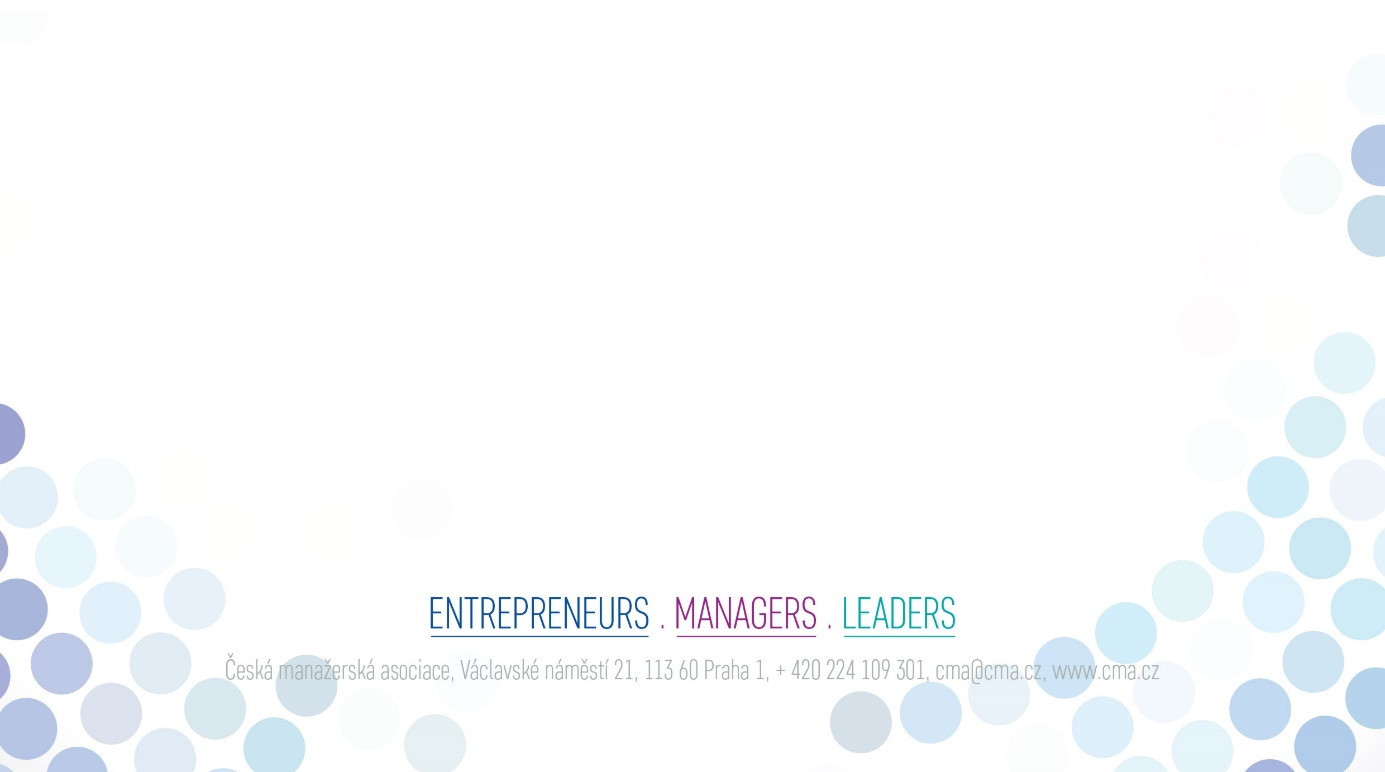 ENTREPRENEURS . MANAGERS . LEADERS
Česká manažerská asociace, Václavské náměstí 21, 113 60 Praha 1, + 420 224 109 301, cma@cma.cz, www.cma.cz